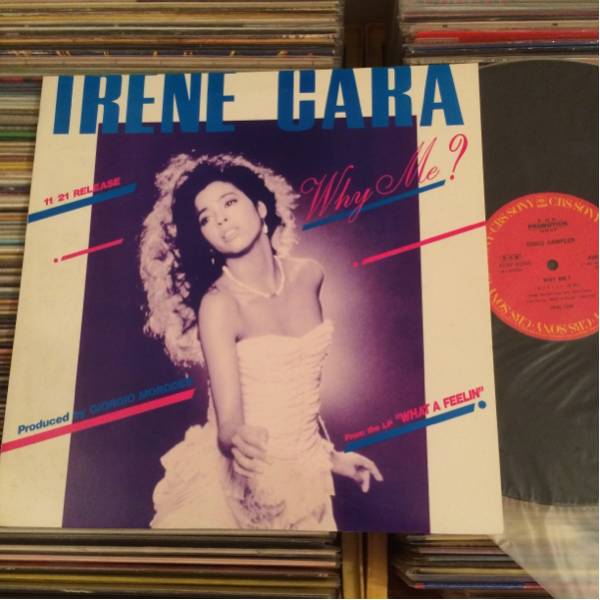 IRENE CARA
Why Me?
11/21 RELEASE
Produced by GIORGIO MORODER
From the LP "WHAT A FEELIN'"
CBS SONY
PROMOTION
DISCO SAMPLER
WHY ME?